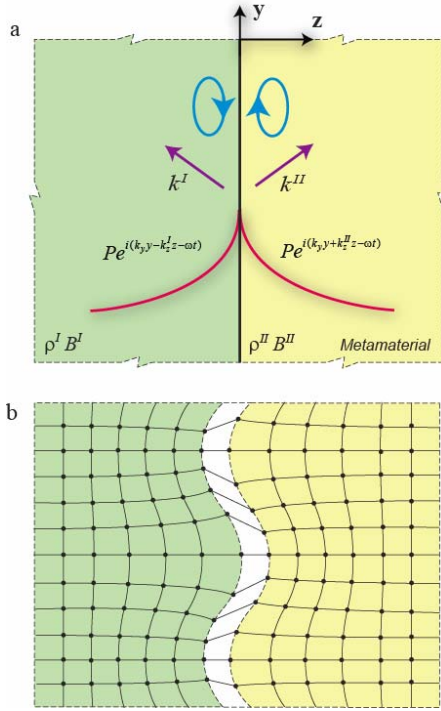 a
y
z
k^I
k^II
Pe^{i(k_y y-k_z^I z-ωt)}
Pe^{i(k_y y+k_z^II z-ωt)}
ρ^I B^I
ρ^II B^II
Metamaterial
b